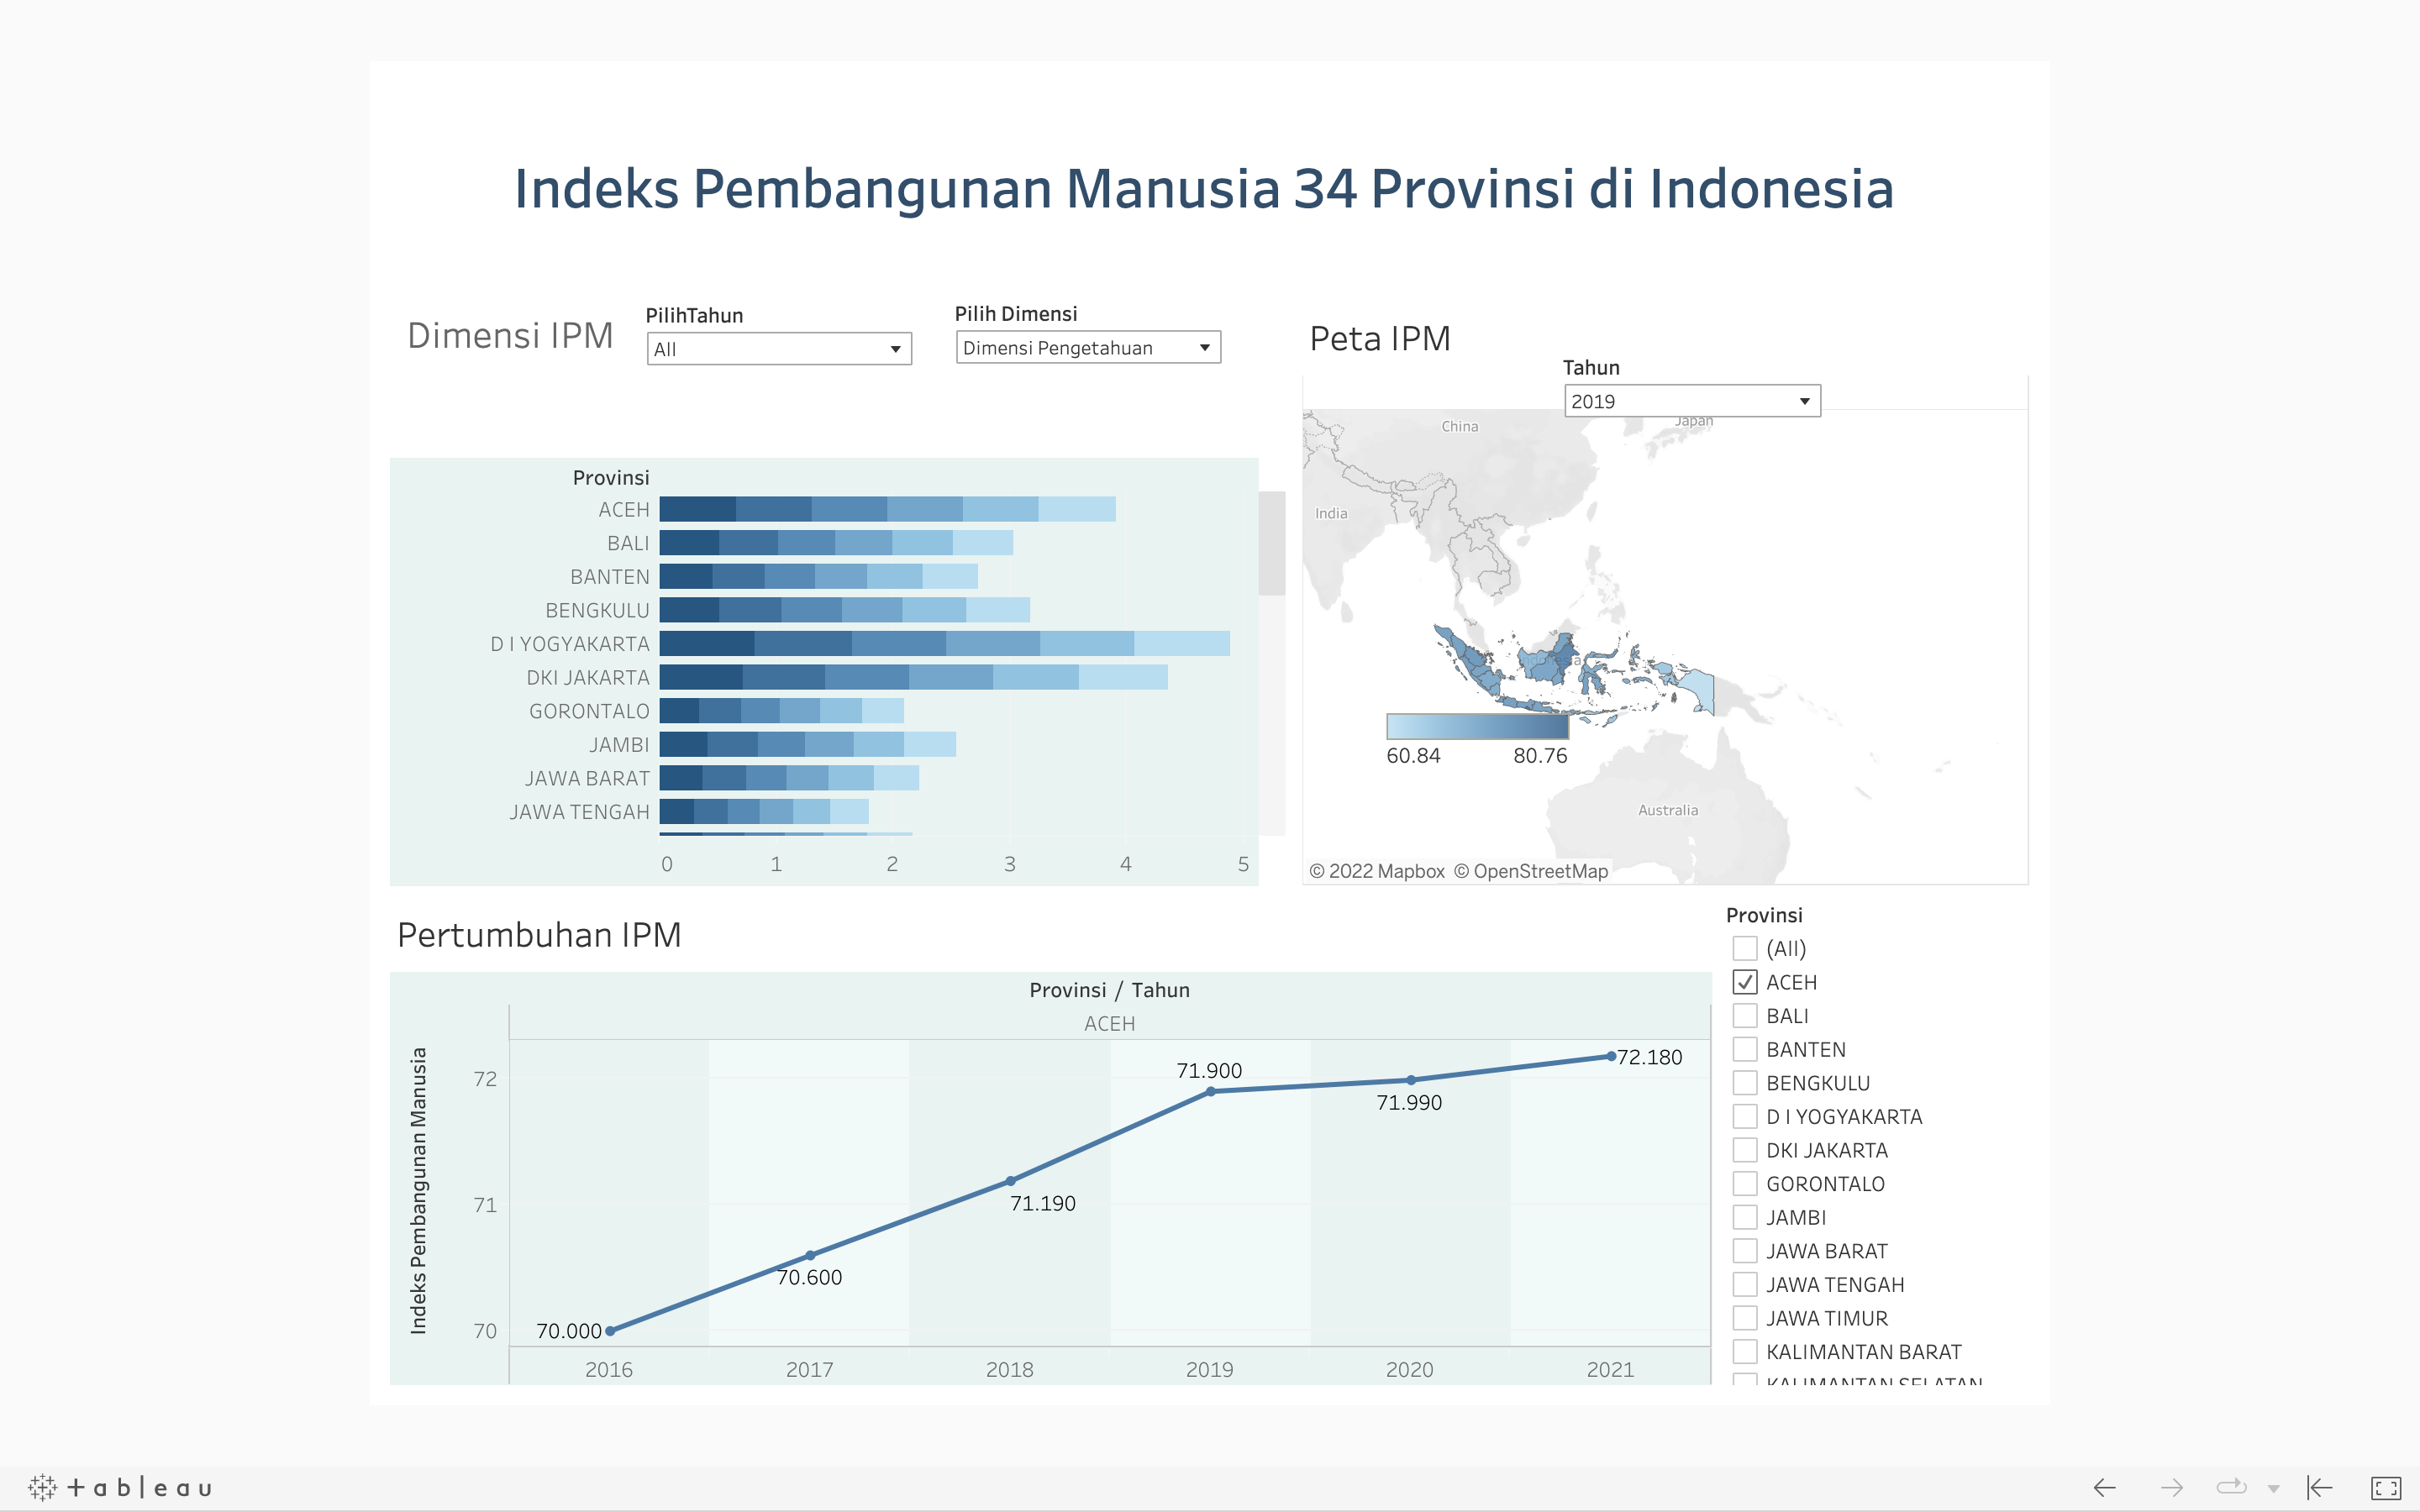 Indeks Pembangunan Manusia 34 Provinsi di Indonesia
Dimensi IPM
PilihTahun
All
Pilih Dimensi
Dimensi Pengetahuan
Provinsi
ACEH
BALI
BANTEN
BENGKULU
D I YOGYAKARTA
DKI JAKARTA
GORONTALO
JAMBI
JAWA BARAT
JAWA TENGAH
0 1 2 3 4 5
Peta IPM
Tahun
2019
China
Japan
India
Indonesia
60.84 80.76
Australia
© 2022 Mapbox © OpenStreetMap
Pertumbuhan IPM
Provinsi / Tahun
ACEH
Indeks Pembangunan Manusia
72
71
70
70.000
70.600
71.190
71.900
71.990
72.180
2016 2017 2018 2019 2020 2021
Provinsi
(All)
ACEH
BALI
BANTEN
BENGKULU
D I YOGYAKARTA
DKI JAKARTA
GORONTALO
JAMBI
JAWA BARAT
JAWA TENGAH
JAWA TIMUR
KALIMANTAN BARAT
KALIMANTAN SELATAN
+ableau